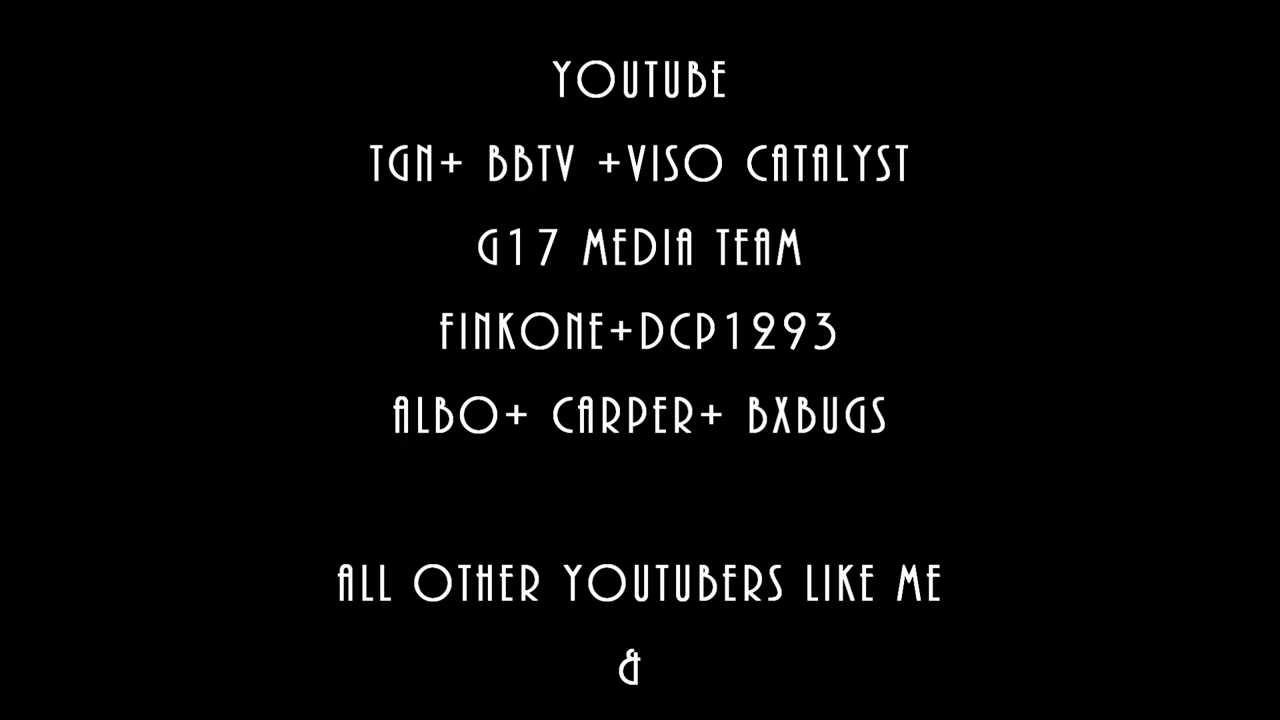 YOUTUBE
TGN+ BBTV +VISO CATALYST
G17 MEDIA TEAM
FINKONE+DCP1293
ALBO+ CARPER+ BXBUGS
ALL OTHER YOUTUBERS LIKE ME
&